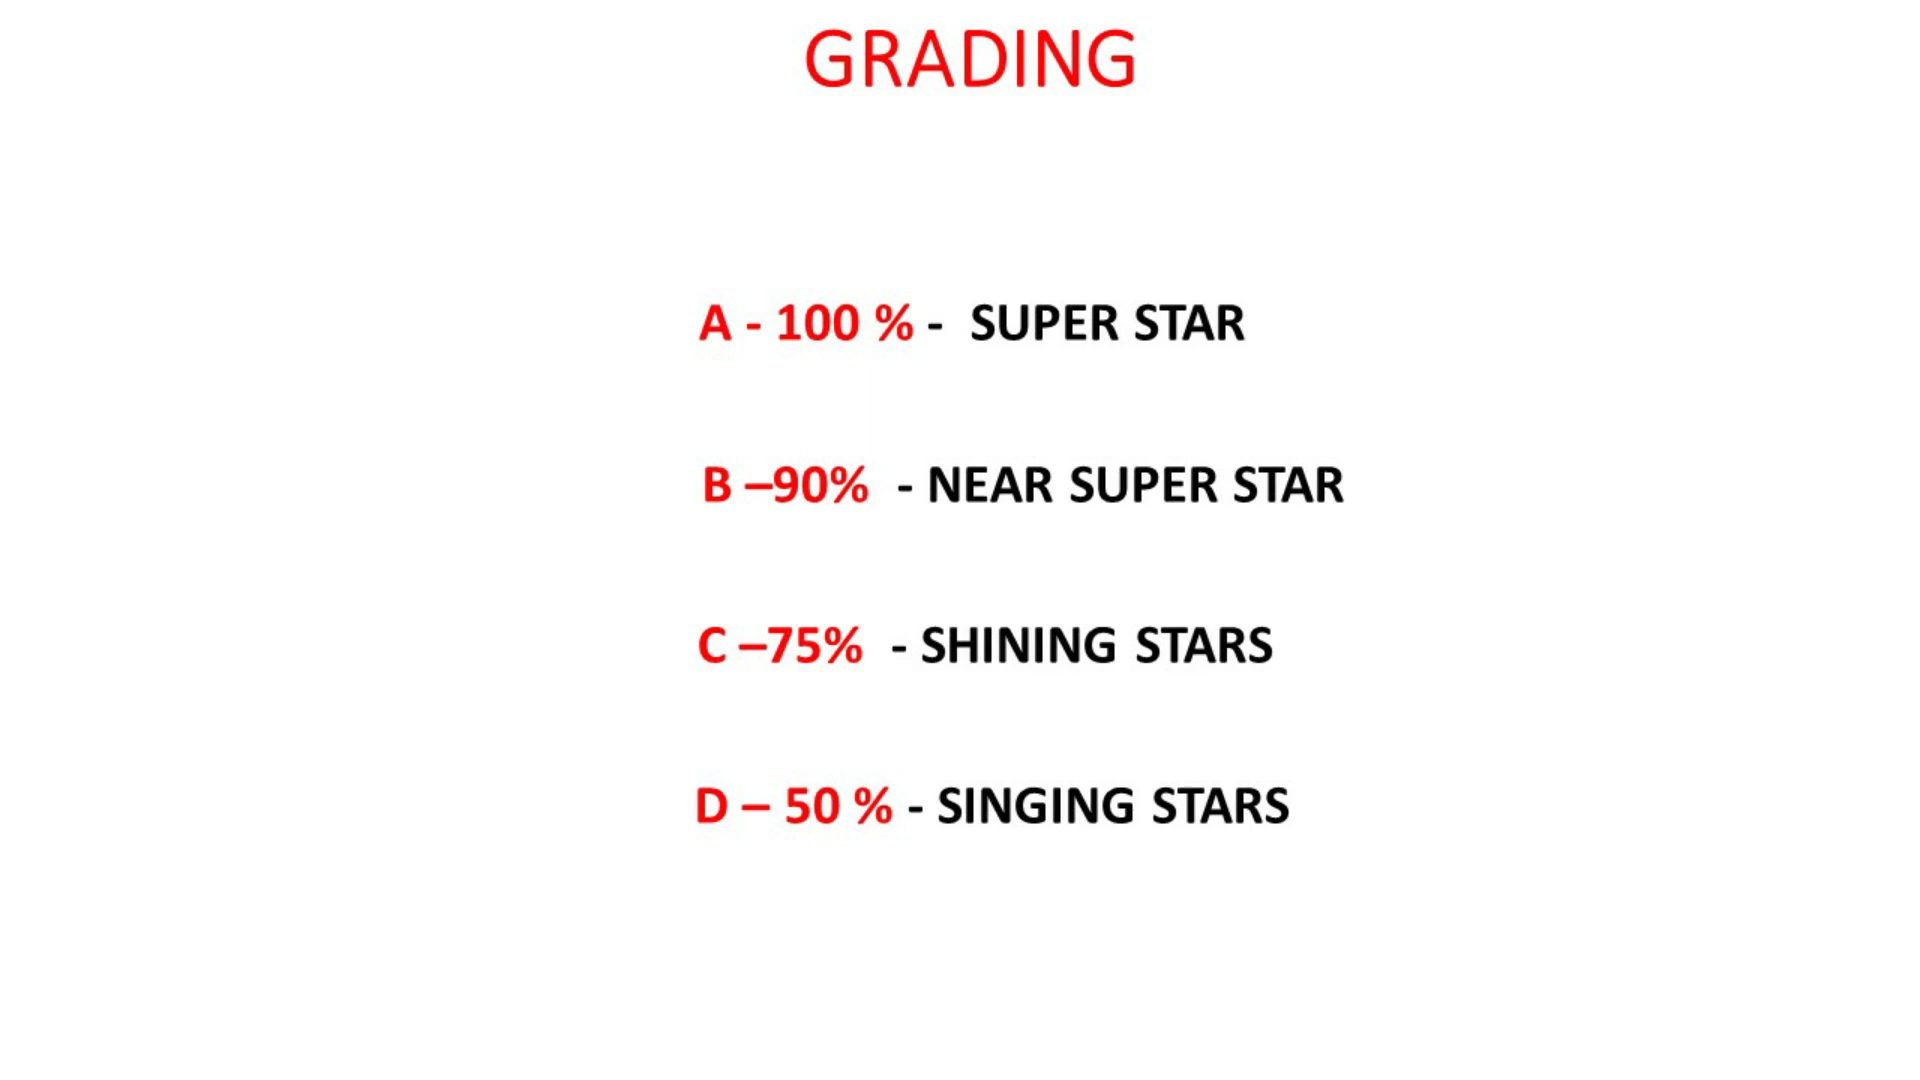 GRADING
A - 100 % -  SUPER STAR
B –90%  - NEAR SUPER STAR
C –75%  - SHINING STARS
D – 50 % - SINGING STARS